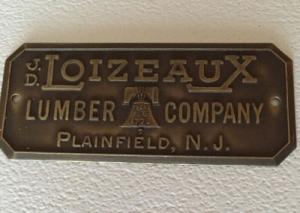 J.D. LOIZEAUX
LUMBER COMPANY
PLAINFIELD, N.J.